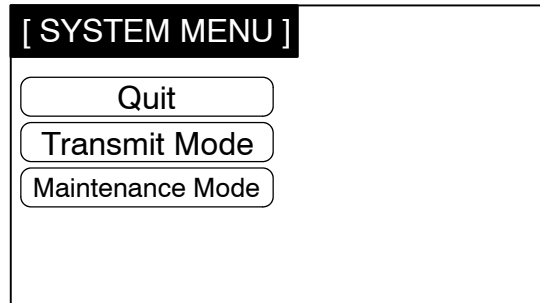 [ SYSTEM MENU ]
Quit
Transmit Mode
Maintenance Mode